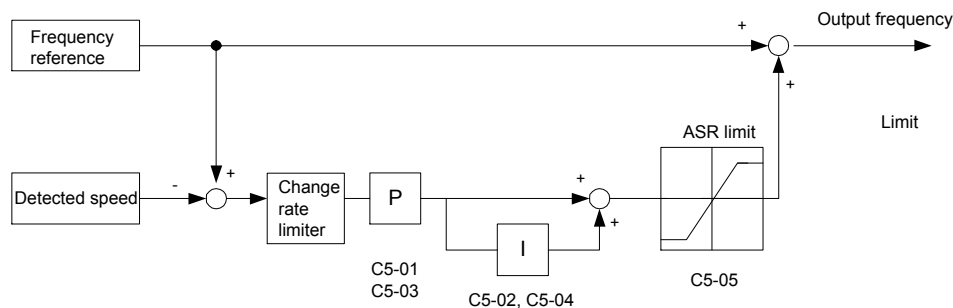 Frequency
reference
+
Output frequency
+
Limit
ASR limit
Detected speed
-
+
Change
rate
limiter
P
+
+
I
C5-01
C5-03
C5-02, C5-04
C5-05